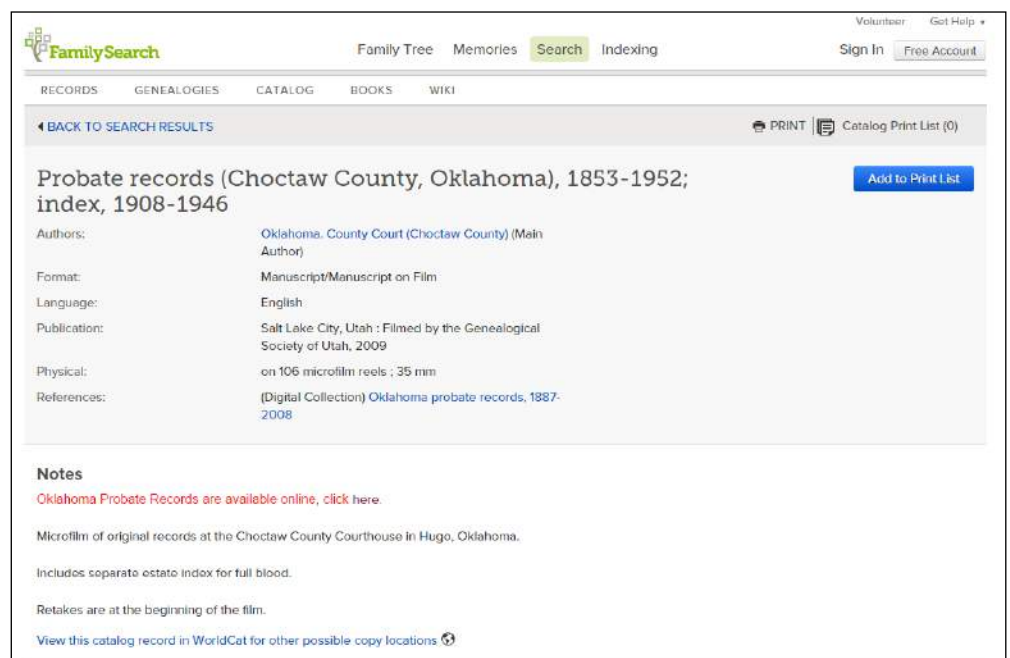 Volunteer Get Help
FamilySearch Family Tree Memories Search Indexing Sign In Free Account
RECORDS GENEALOGIES CATALOG BOOKS WIKI
BACK TO SEARCH RESULTS PRINT Catalog Print List (0)
Probate records (Choctaw County, Oklahoma), 1853-1952;
index, 1908-1946
Add to Print List
Authors: Oklahoma. County Court (Choctaw County) (Main
Author)
Format: Manuscript/Manuscript on Film
Language: English
Publication: Salt Lake City, Utah : Filmed by the Genealogical
Society of Utah, 2009
Physical: on 106 microfilm reels ; 35 mm
References: (Digital Collection) Oklahoma probate records, 1887-
2008
Notes
Oklahoma Probate Records are available online, click here.
Microfilm of original records at the Choctaw County Courthouse in Hugo, Oklahoma.
Includes separate estate index for full blood.
Retakes are at the beginning of the film.
View this catalog record in WorldCat for other possible copy locations